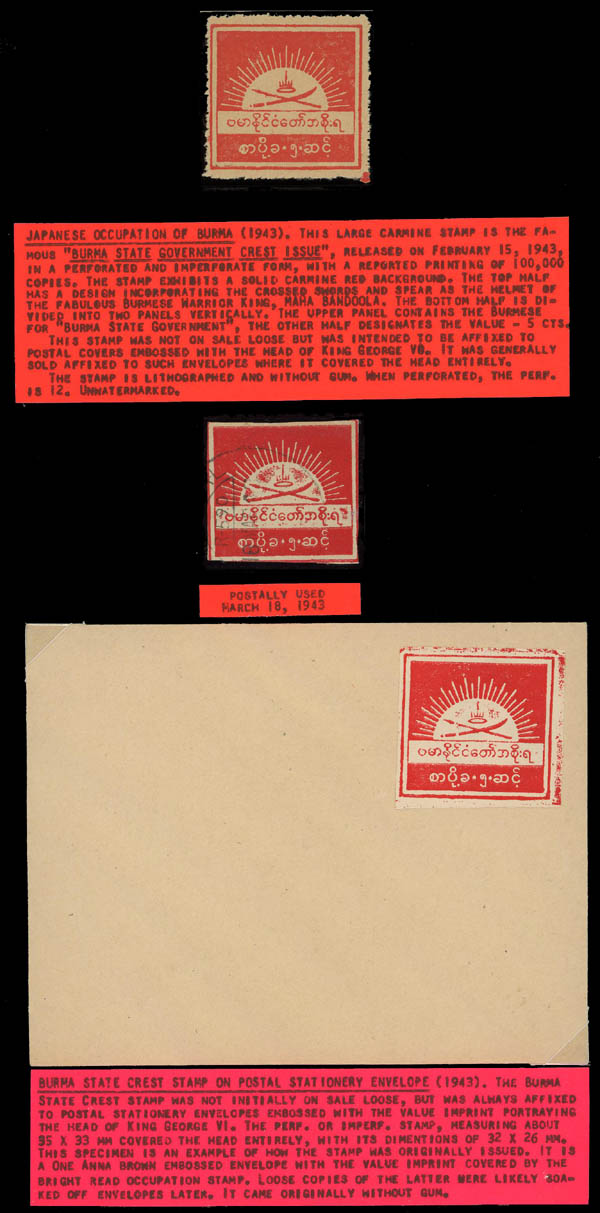 ဗမာနိုင်ငံတော်အစိုးရ
စာပို့ခ・၅・ဆင့်
JAPANESE OCCUPATION OF BURMA (1943). THIS LARGE CARMINE STAMP IS THE FA-
MOUS "BURMA STATE GOVERNMENT CREST ISSUE", RELEASED ON FEBRUARY 15, 1943,
IN A PERFORATED AND IMPERFORATE FORM, WITH A REPORTED PRINTING OF 100,000
COPIES. THE STAMP EXHIBITS A SOLID CARMINE RED BACKGROUND. THE TOP HALF
HAS A DESIGN INCORPORATING THE CROSSED SWORDS AND SPEAR AS THE HELMET OF
THE FABULOUS BURMESE WARRIOR KING, MAHA BANDOOLA. THE BOTTOM HALF IS DI-
VIDED INTO TWO PANELS VERTICALLY. THE UPPER PANEL CONTAINS THE BURMESE
FOR "BURMA STATE GOVERNMENT", THE OTHER HALF DESIGNATES THE VALUE - 5 CTS.
THIS STAMP WAS NOT ON SALE LOOSE BUT WAS INTENDED TO BE AFFIXED TO
POSTAL COVERS EMBOSSED WITH THE HEAD OF KING GEORGE VI. IT WAS GENERALLY
SOLD AFFIXED TO SUCH ENVELOPES WHERE IT COVERED THE HEAD ENTIRELY.
THE STAMP IS LITHOGRAPHED AND WITHOUT GUM. WHEN PERFORATED, THE PERF.
IS 12. UNWATERMARKED.
ဗမာနိုင်ငံတော်အစိုးရ
စာပို့ခ・၅・ဆင့်
POSTALLY USED
MARCH 18, 1943
ဗမာနိုင်ငံတော်အစိုးရ
စာပို့ခ・၅・ဆင့်
BURMA STATE CREST STAMP ON POSTAL STATIONERY ENVELOPE (1943). THE BURMA
STATE CREST STAMP WAS NOT INITIALLY ON SALE LOOSE, BUT WAS ALWAYS AFFIXED
TO POSTAL STATIONERY ENVELOPES EMBOSSED WITH THE VALUE IMPRINT PORTRAYING
THE HEAD OF KING GEORGE VI. THE PERF. OR IMPERF. STAMP, MEASURING ABOUT
35 X 33 MM COVERED THE HEAD ENTIRELY, WITH ITS DIMENTIONS OF 32 X 26 MM.
THIS SPECIMEN IS AN EXAMPLE OF HOW THE STAMP WAS ORIGINALLY ISSUED. IT IS
A ONE ANNA BROWN EMBOSSED ENVELOPE WITH THE VALUE IMPRINT COVERED BY THE
BRIGHT READ OCCUPATION STAMP. LOOSE COPIES OF THE LATTER WERE LIKELY SOA-
KED OFF ENVELOPES LATER. IT CAME ORIGINALLY WITHOUT GUM.